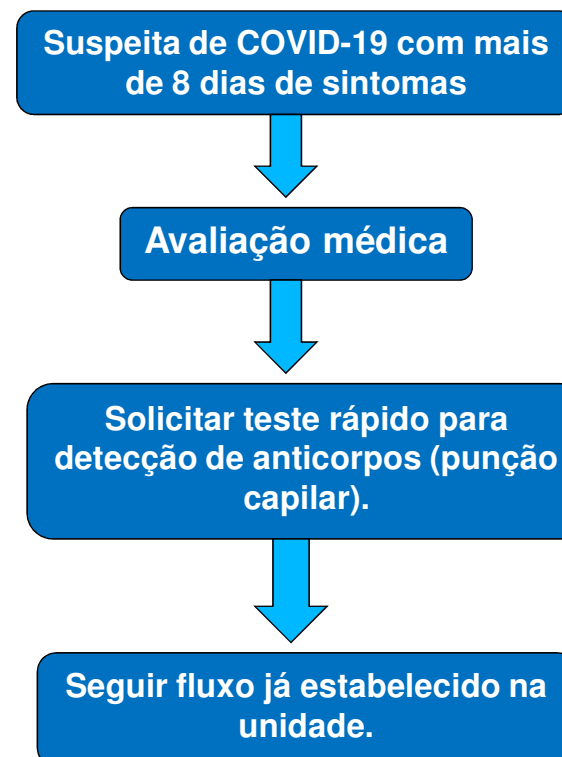 Suspeita de COVID-19 com mais
de 8 dias de sintomas
Avaliação médica
Solicitar teste rápido para
detecção de anticorpos (punção
capilar).
Seguir fluxo já estabelecido na
unidade.